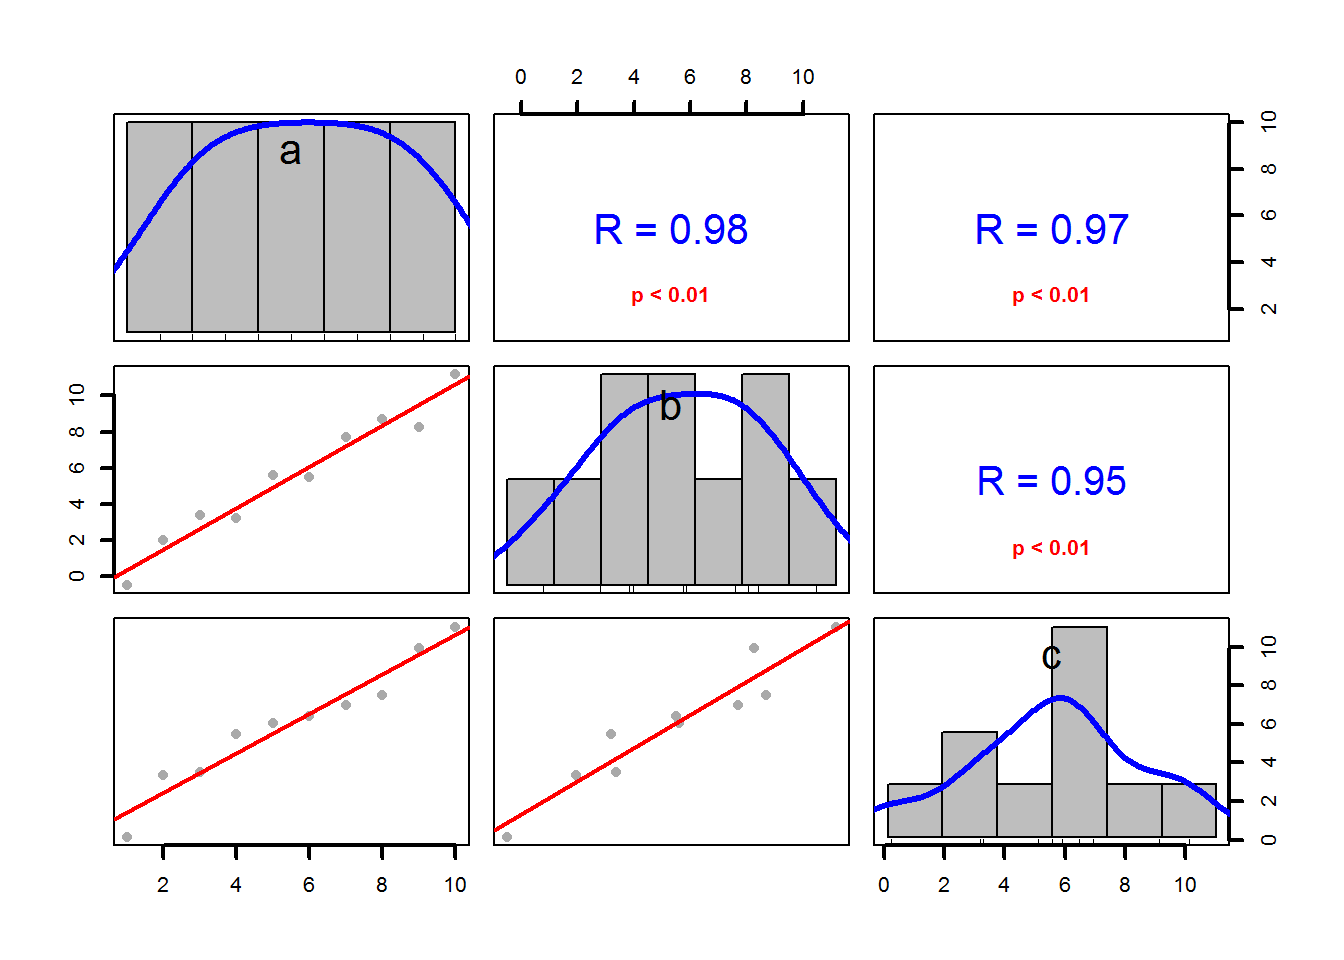 0 2 4 6 8 10
a
R = 0.98
p < 0.01
R = 0.97
p < 0.01
2 4 6 8 10
0 2 4 6 8 10
b
R = 0.95
p < 0.01
c
0 2 4 6 8 10
2 4 6 8 10
0 2 4 6 8 10